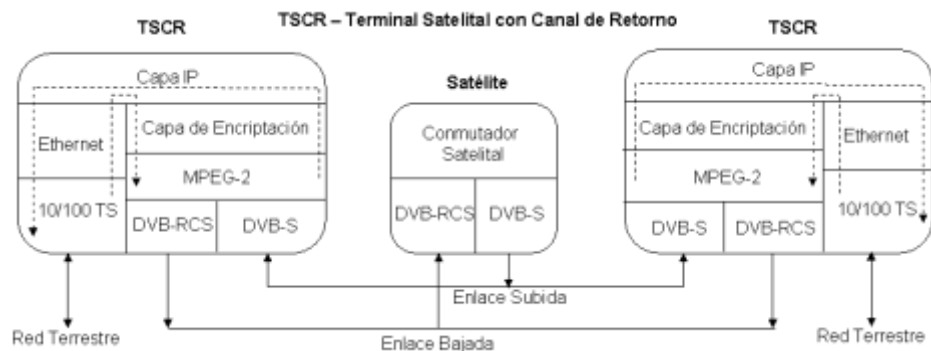 TSCR – Terminal Satelital con Canal de Retorno
TSCR
Capa IP
Ethernet
Capa de Encriptación
MPEG-2
10/100 TS
DVB-RCS
DVB-S
Red Terrestre
Satélite
Conmutador
Satelital
DVB-RCS
DVB-S
Enlace Subida
Enlace Bajada
TSCR
Capa IP
Capa de Encriptación
Ethernet
MPEG-2
DVB-S
DVB-RCS
10/100 TS
Red Terrestre